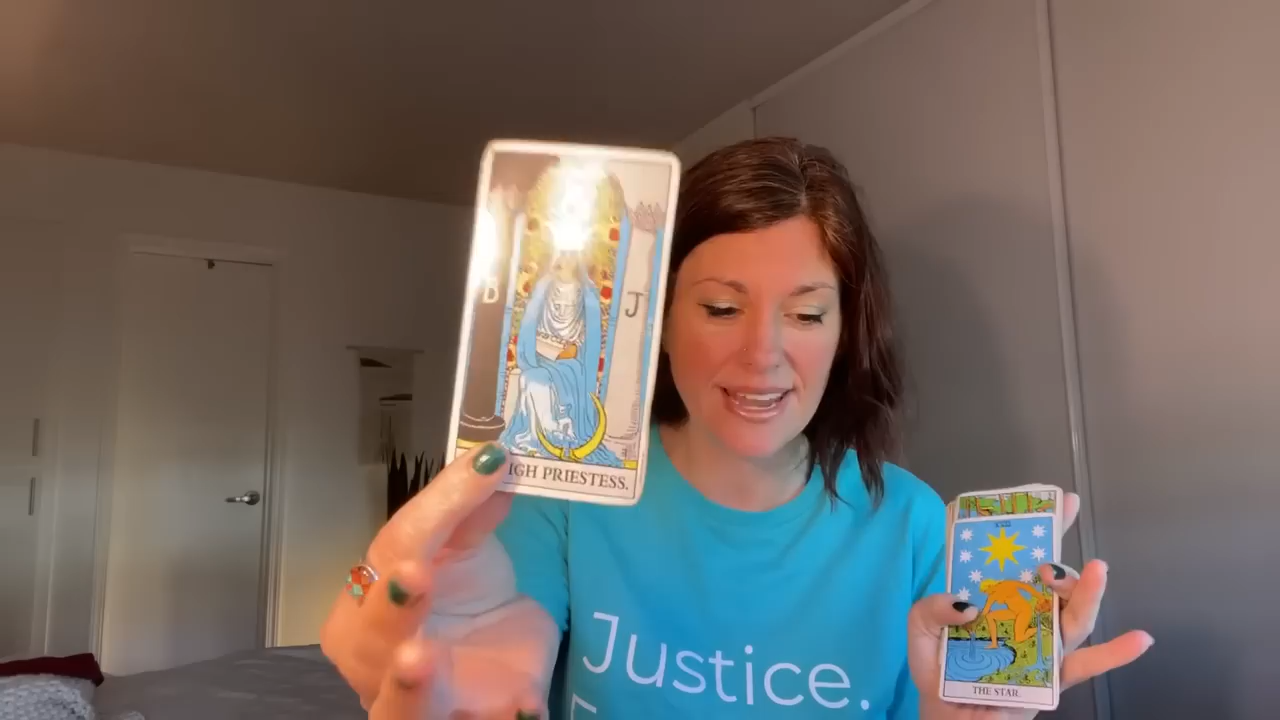 B
J
IGH PRIESTESS.
Justice.
THE STAR.